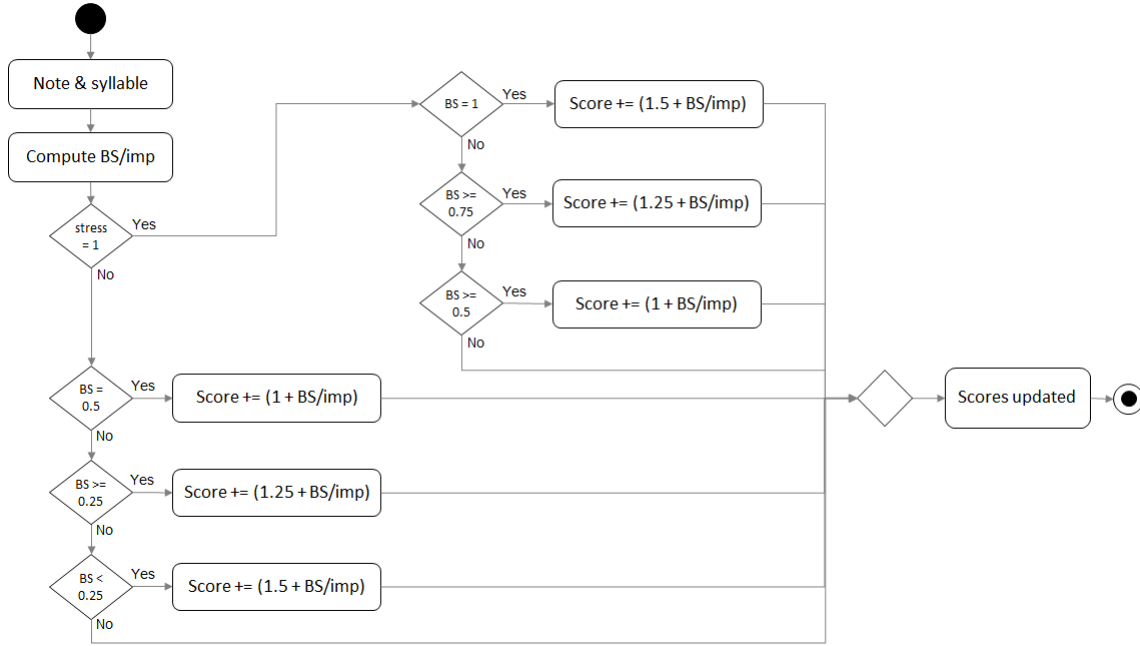 Note & syllable
Compute BS/imp
stress
= 1
Yes
No
BS = 1
Yes
Score += (1.5 + BS/imp)
No
BS >=
0.75
Yes
Score += (1.25 + BS/imp)
No
BS >=
0.5
Yes
Score += (1 + BS/imp)
No
BS =
0.5
Yes
Score += (1 + BS/imp)
No
BS >=
0.25
Yes
Score += (1.25 + BS/imp)
No
BS <
0.25
Yes
Score += (1.5 + BS/imp)
No
Scores updated